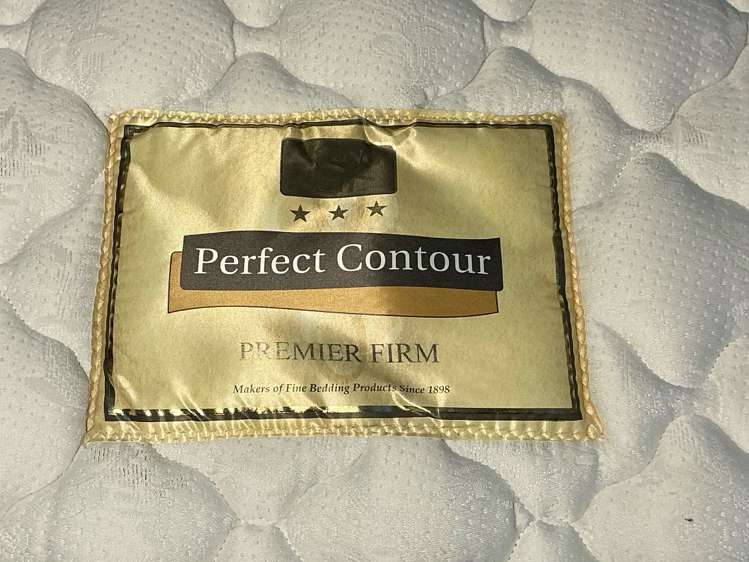 Perfect Contour
PREMIER FIRM
Makers of Fine Bedding Products Since 1898